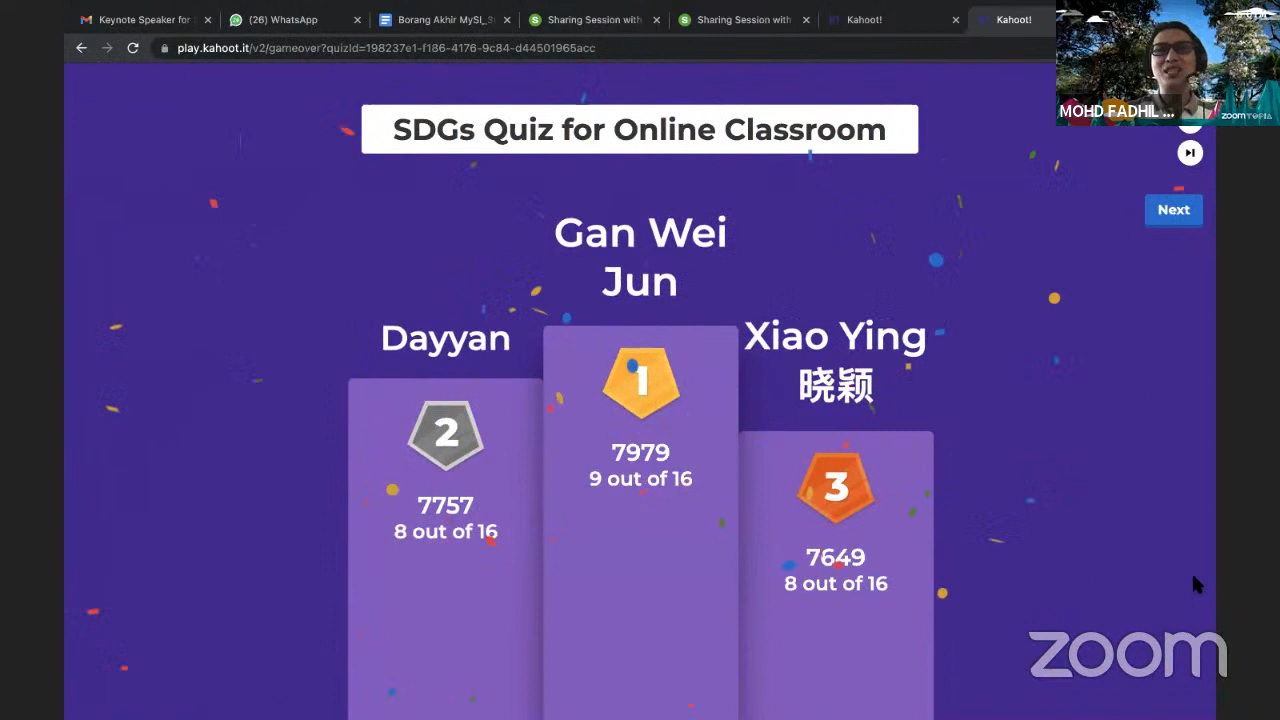 Keynote Speaker for
(26) WhatsApp
Borang Akhir MySI_S
Sharing Session with
Sharing Session with
Kahoot!
Kahoot!
play.kahoot.it/v2/gameover?quizId=198237e1-f186-4176-9c84-d44501965acc
MOHD FADHIL ...
zoomtopia
SDGs Quiz for Online Classroom
Next
Gan Wei
Jun
Dayyan
Xiao Ying
晓颖
1
7979
9 out of 16
2
7757
8 out of 16
3
7649
8 out of 16
zoom